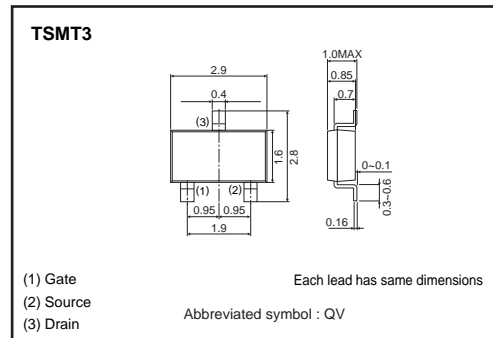 TSMT3
1.0MAX
2.9
0.85
0.4
0.7
(3)
1.6
2.8
0~0.1
(1)
(2)
0.3~0.6
0.95
0.95
0.16
1.9
(1) Gate
Each lead has same dimensions
(2) Source
Abbreviated symbol : QV
(3) Drain